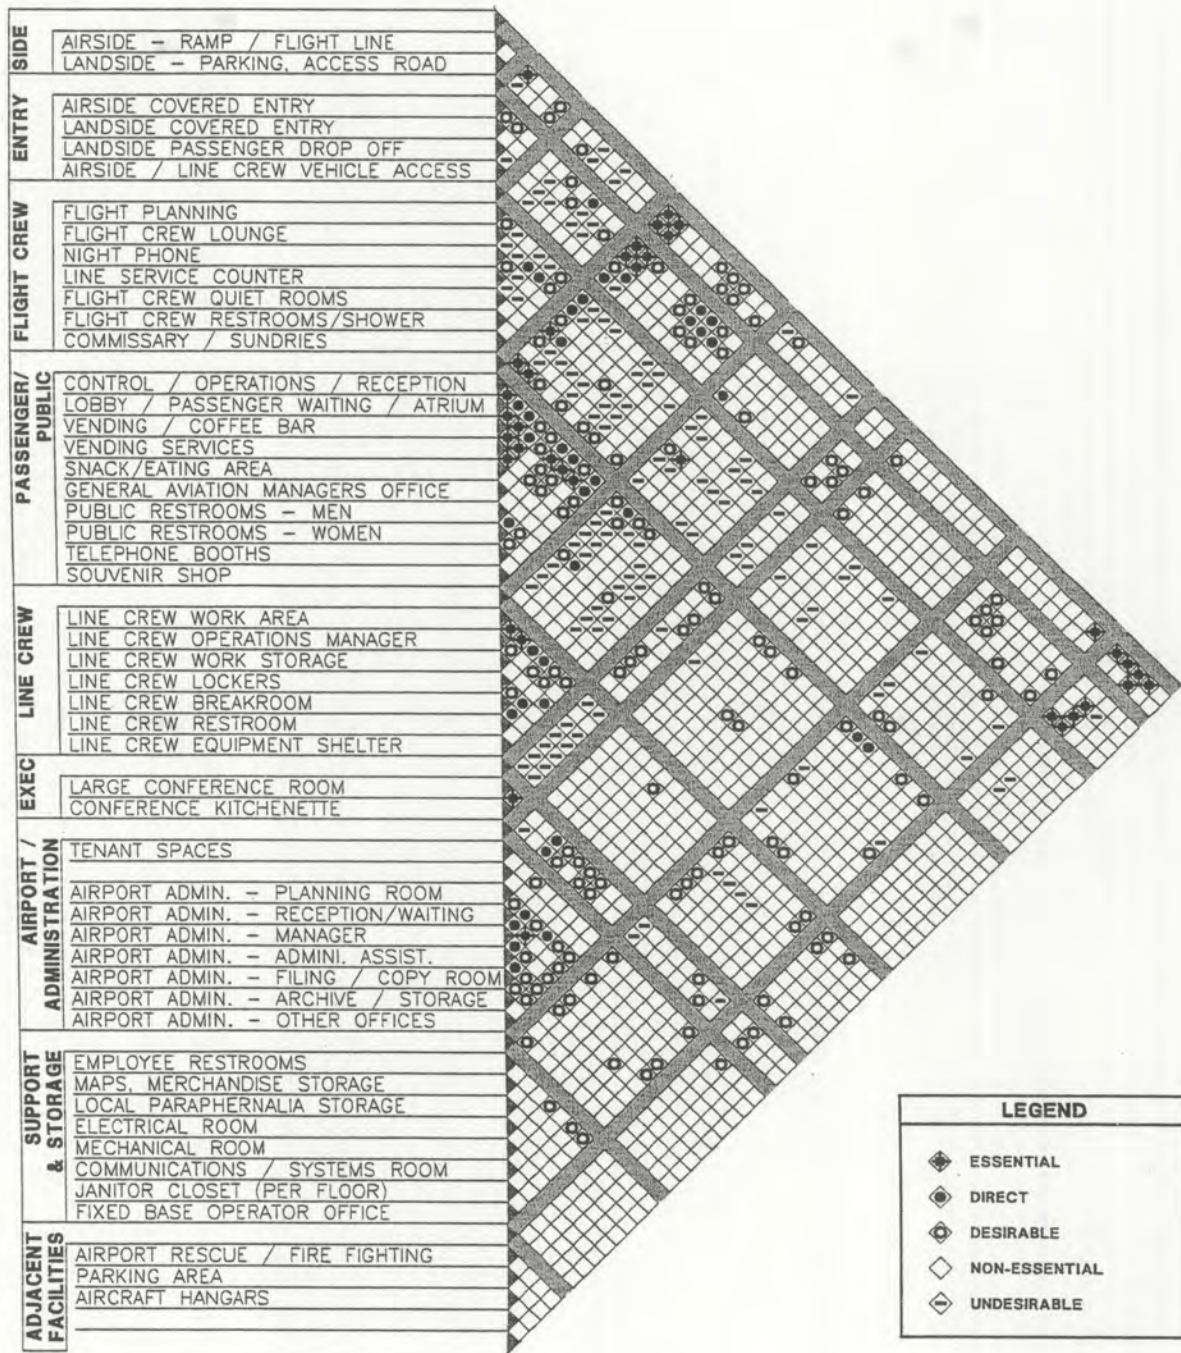 SIDE
AIRSIDE – RAMP / FLIGHT LINE
LANDSIDE – PARKING, ACCESS ROAD
ENTRY
AIRSIDE COVERED ENTRY
LANDSIDE COVERED ENTRY
LANDSIDE PASSENGER DROP OFF
AIRSIDE / LINE CREW VEHICLE ACCESS
FLIGHT CREW
FLIGHT PLANNING
FLIGHT CREW LOUNGE
NIGHT PHONE
LINE SERVICE COUNTER
FLIGHT CREW QUIET ROOMS
FLIGHT CREW RESTROOMS/SHOWER
COMMISSARY / SUNDRIES
PASSENGER/
PUBLIC
CONTROL / OPERATIONS / RECEPTION
LOBBY / PASSENGER WAITING / ATRIUM
VENDING / COFFEE BAR
VENDING SERVICES
SNACK/EATING AREA
GENERAL AVIATION MANAGERS OFFICE
PUBLIC RESTROOMS – MEN
PUBLIC RESTROOMS – WOMEN
TELEPHONE BOOTHS
SOUVENIR SHOP
LINE CREW
LINE CREW WORK AREA
LINE CREW OPERATIONS MANAGER
LINE CREW WORK STORAGE
LINE CREW LOCKERS
LINE CREW BREAKROOM
LINE CREW RESTROOM
LINE CREW EQUIPMENT SHELTER
EXEC
LARGE CONFERENCE ROOM
CONFERENCE KITCHENETTE
AIRPORT /
ADMINISTRATION
TENANT SPACES
AIRPORT ADMIN. – PLANNING ROOM
AIRPORT ADMIN. – RECEPTION/WAITING
AIRPORT ADMIN. – MANAGER
AIRPORT ADMIN. – ADMINI. ASSIST.
AIRPORT ADMIN. – FILING / COPY ROOM
AIRPORT ADMIN. – ARCHIVE / STORAGE
AIRPORT ADMIN. – OTHER OFFICES
SUPPORT
& STORAGE
EMPLOYEE RESTROOMS
MAPS, MERCHANDISE STORAGE
LOCAL PARAPHERNALIA STORAGE
ELECTRICAL ROOM
MECHANICAL ROOM
COMMUNICATIONS / SYSTEMS ROOM
JANITOR CLOSET (PER FLOOR)
FIXED BASE OPERATOR OFFICE
ADJACENT
FACILITIES
AIRPORT RESCUE / FIRE FIGHTING
PARKING AREA
AIRCRAFT HANGARS
LEGEND
ESSENTIAL
DIRECT
DESIRABLE
NON-ESSENTIAL
UNDESIRABLE